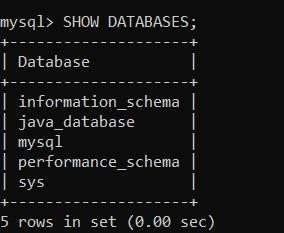 mysql> SHOW DATABASES;
+--------------------+
| Database           |
+--------------------+
| information_schema |
| java_database      |
| mysql              |
| performance_schema |
| sys                |
+--------------------+
5 rows in set (0.00 sec)